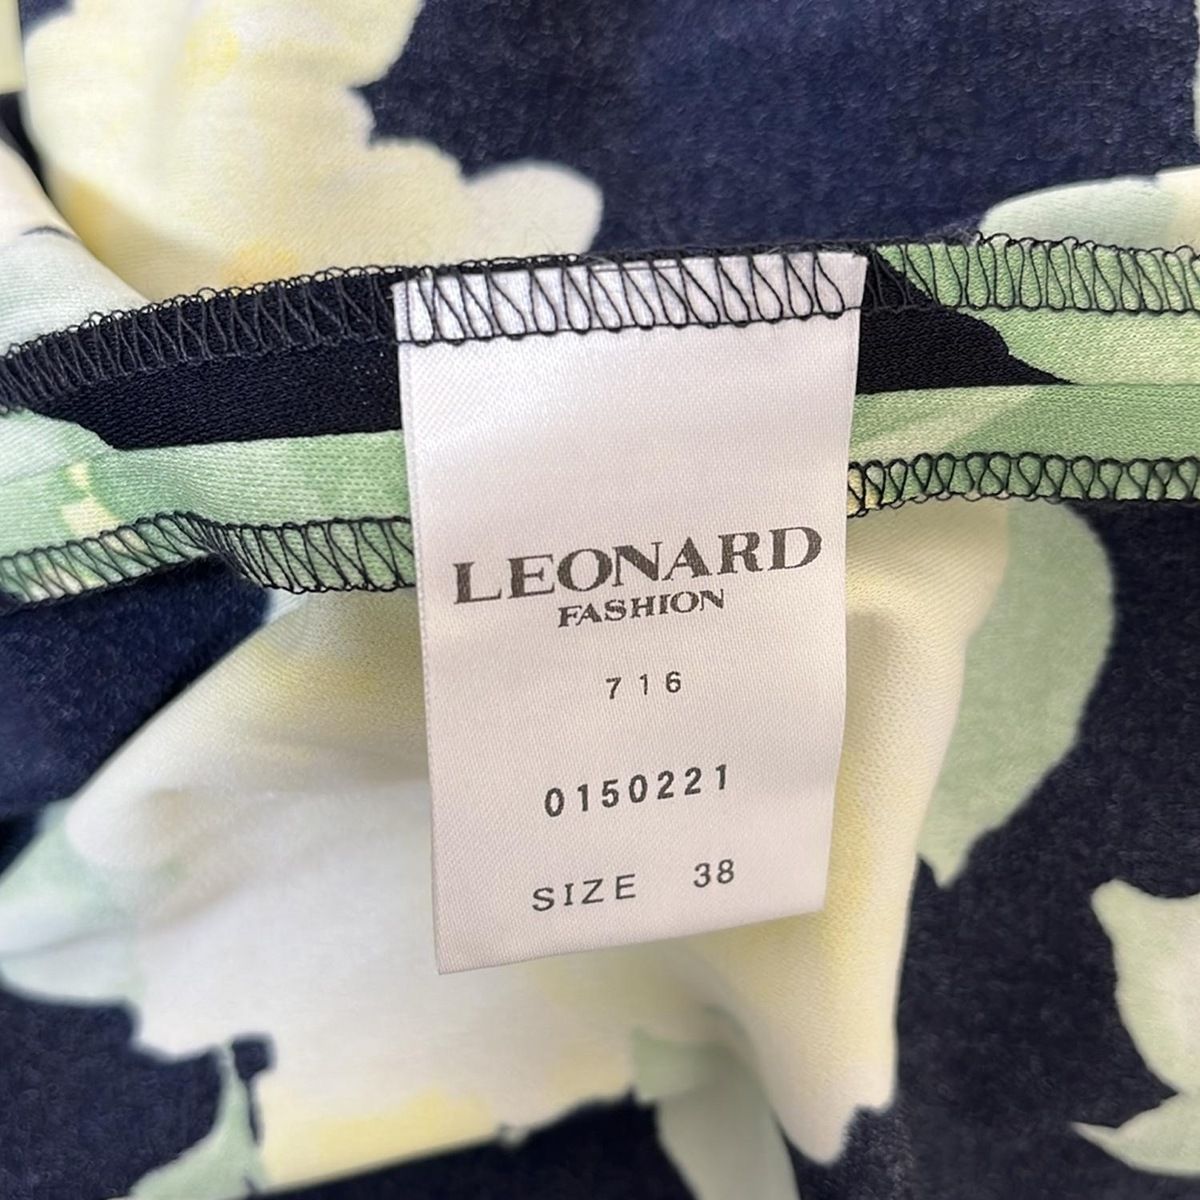 LEONARD
FASHION
716
0150221
SIZE 38